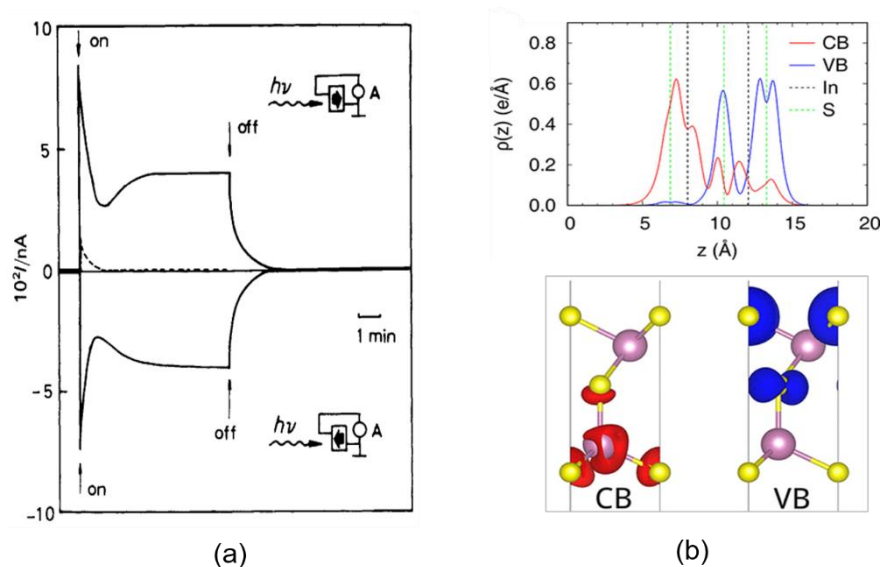 10
on
hν
A
off
5
10²I/nA
0
1 min
-5
hν
A
off
on
-10
(a)
0.8
0.6
0.4
0.2
0.0
ρ(z) (e/Å)
CB
VB
In
S
0
5
10
15
20
z (Å)
CB
VB
(b)